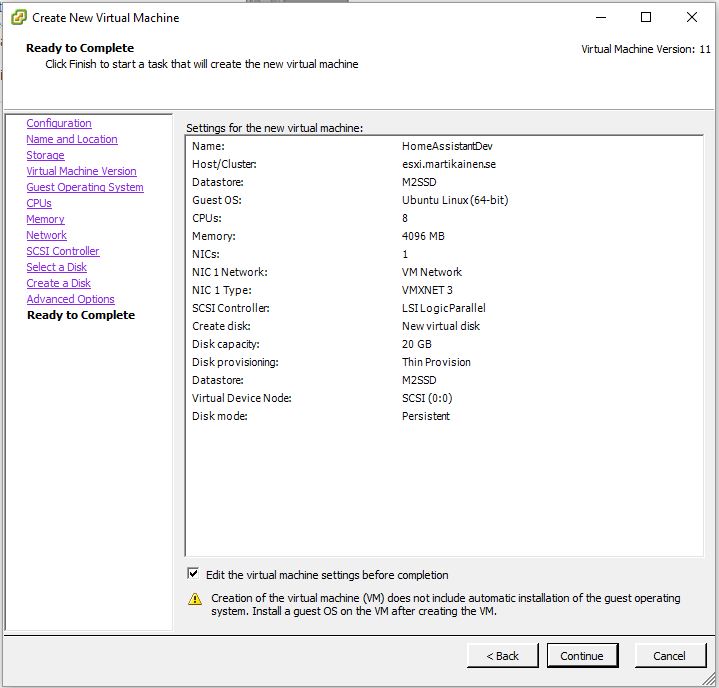 Create New Virtual Machine
Ready to Complete
Click Finish to start a task that will create the new virtual machine
Virtual Machine Version: 11
Configuration
Name and Location
Storage
Virtual Machine Version
Guest Operating System
CPUs
Memory
Network
SCSI Controller
Select a Disk
Create a Disk
Advanced Options
Ready to Complete
Settings for the new virtual machine:
Name: HomeAssistantDev
Host/Cluster: esxi.martikainen.se
Datastore: M2SSD
Guest OS: Ubuntu Linux (64-bit)
CPUs: 8
Memory: 4096 MB
NICs: 1
NIC 1 Network: VM Network
NIC 1 Type: VMXNET 3
SCSI Controller: LSI Logic Parallel
Create disk: New virtual disk
Disk capacity: 20 GB
Disk provisioning: Thin Provision
Datastore: M2SSD
Virtual Device Node: SCSI (0:0)
Disk mode: Persistent
Edit the virtual machine settings before completion
Creation of the virtual machine (VM) does not include automatic installation of the guest operating
system. Install a guest OS on the VM after creating the VM.
< Back
Continue
Cancel